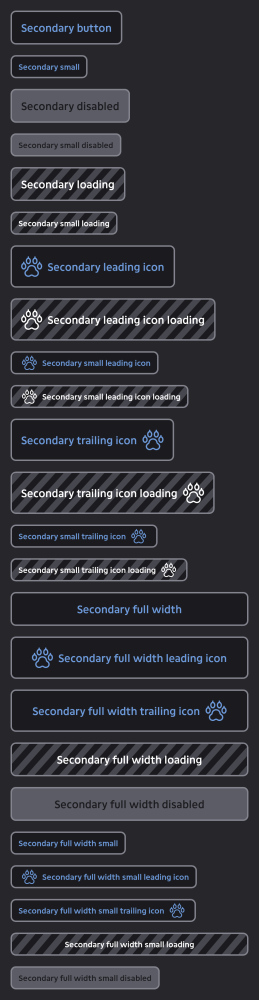 Secondary button
Secondary small
Secondary disabled
Secondary small disabled
Secondary loading
Secondary small loading
Secondary leading icon
Secondary leading icon loading
Secondary small leading icon
Secondary small leading icon loading
Secondary trailing icon
Secondary trailing icon loading
Secondary small trailing icon
Secondary small trailing icon loading
Secondary full width
Secondary full width leading icon
Secondary full width trailing icon
Secondary full width loading
Secondary full width disabled
Secondary full width small
Secondary full width small leading icon
Secondary full width small trailing icon
Secondary full width small loading
Secondary full width small disabled